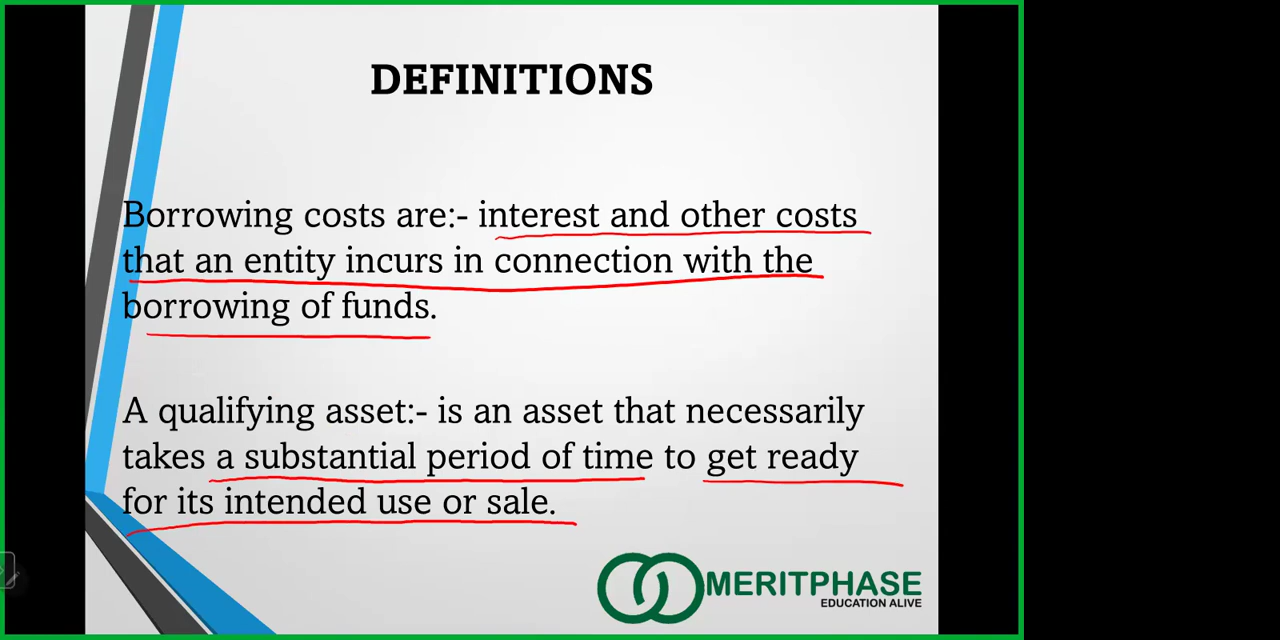 DEFINITIONS
Borrowing costs are:- interest and other costs
that an entity incurs in connection with the
borrowing of funds.
A qualifying asset:- is an asset that necessarily
takes a substantial period of time to get ready
for its intended use or sale.
MERITPHASE
EDUCATION ALIVE